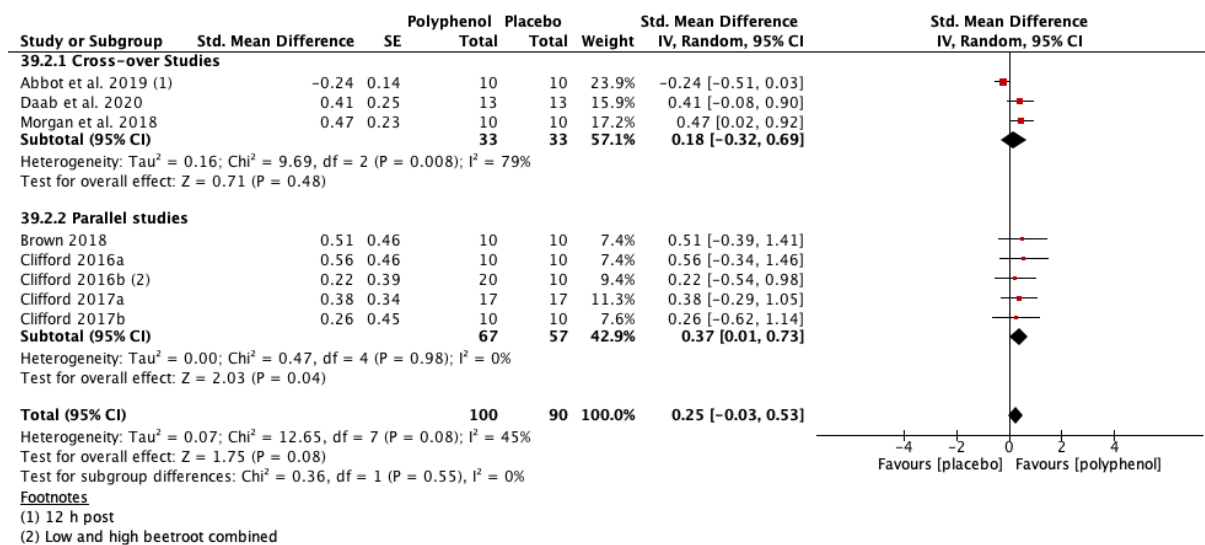 Polyphenol Placebo Std. Mean Difference Std. Mean Difference
Study or Subgroup Std. Mean Difference SE Total Total Weight IV, Random, 95% CI IV, Random, 95% CI
39.2.1 Cross-over Studies
Abbot et al. 2019 (1) −0.24 0.14 10 10 23.9% −0.24 [−0.51, 0.03]
Daab et al. 2020 0.41 0.25 13 13 15.9% 0.41 [−0.08, 0.90]
Morgan et al. 2018 0.47 0.23 10 10 17.2% 0.47 [0.02, 0.92]
Subtotal (95% CI) 33 33 57.1% 0.18 [−0.32, 0.69]
Heterogeneity: Tau² = 0.16; Chi² = 9.69, df = 2 (P = 0.008); I² = 79%
Test for overall effect: Z = 0.71 (P = 0.48)
39.2.2 Parallel studies
Brown 2018 0.51 0.46 10 10 7.4% 0.51 [−0.39, 1.41]
Clifford 2016a 0.56 0.46 10 10 7.4% 0.56 [−0.34, 1.46]
Clifford 2016b (2) 0.22 0.39 20 10 9.4% 0.22 [−0.54, 0.98]
Clifford 2017a 0.38 0.34 17 17 11.3% 0.38 [−0.29, 1.05]
Clifford 2017b 0.26 0.45 10 10 7.6% 0.26 [−0.62, 1.14]
Subtotal (95% CI) 67 57 42.9% 0.37 [0.01, 0.73]
Heterogeneity: Tau² = 0.00; Chi² = 0.47, df = 4 (P = 0.98); I² = 0%
Test for overall effect: Z = 2.03 (P = 0.04)
Total (95% CI) 100 90 100.0% 0.25 [−0.03, 0.53]
Heterogeneity: Tau² = 0.07; Chi² = 12.65, df = 7 (P = 0.08); I² = 45%
Test for overall effect: Z = 1.75 (P = 0.08)
Test for subgroup differences: Chi² = 0.36, df = 1 (P = 0.55), I² = 0%
−4 −2 0 2 4
Favours [placebo] Favours [polyphenol]
Footnotes
(1) 12 h post
(2) Low and high beetroot combined